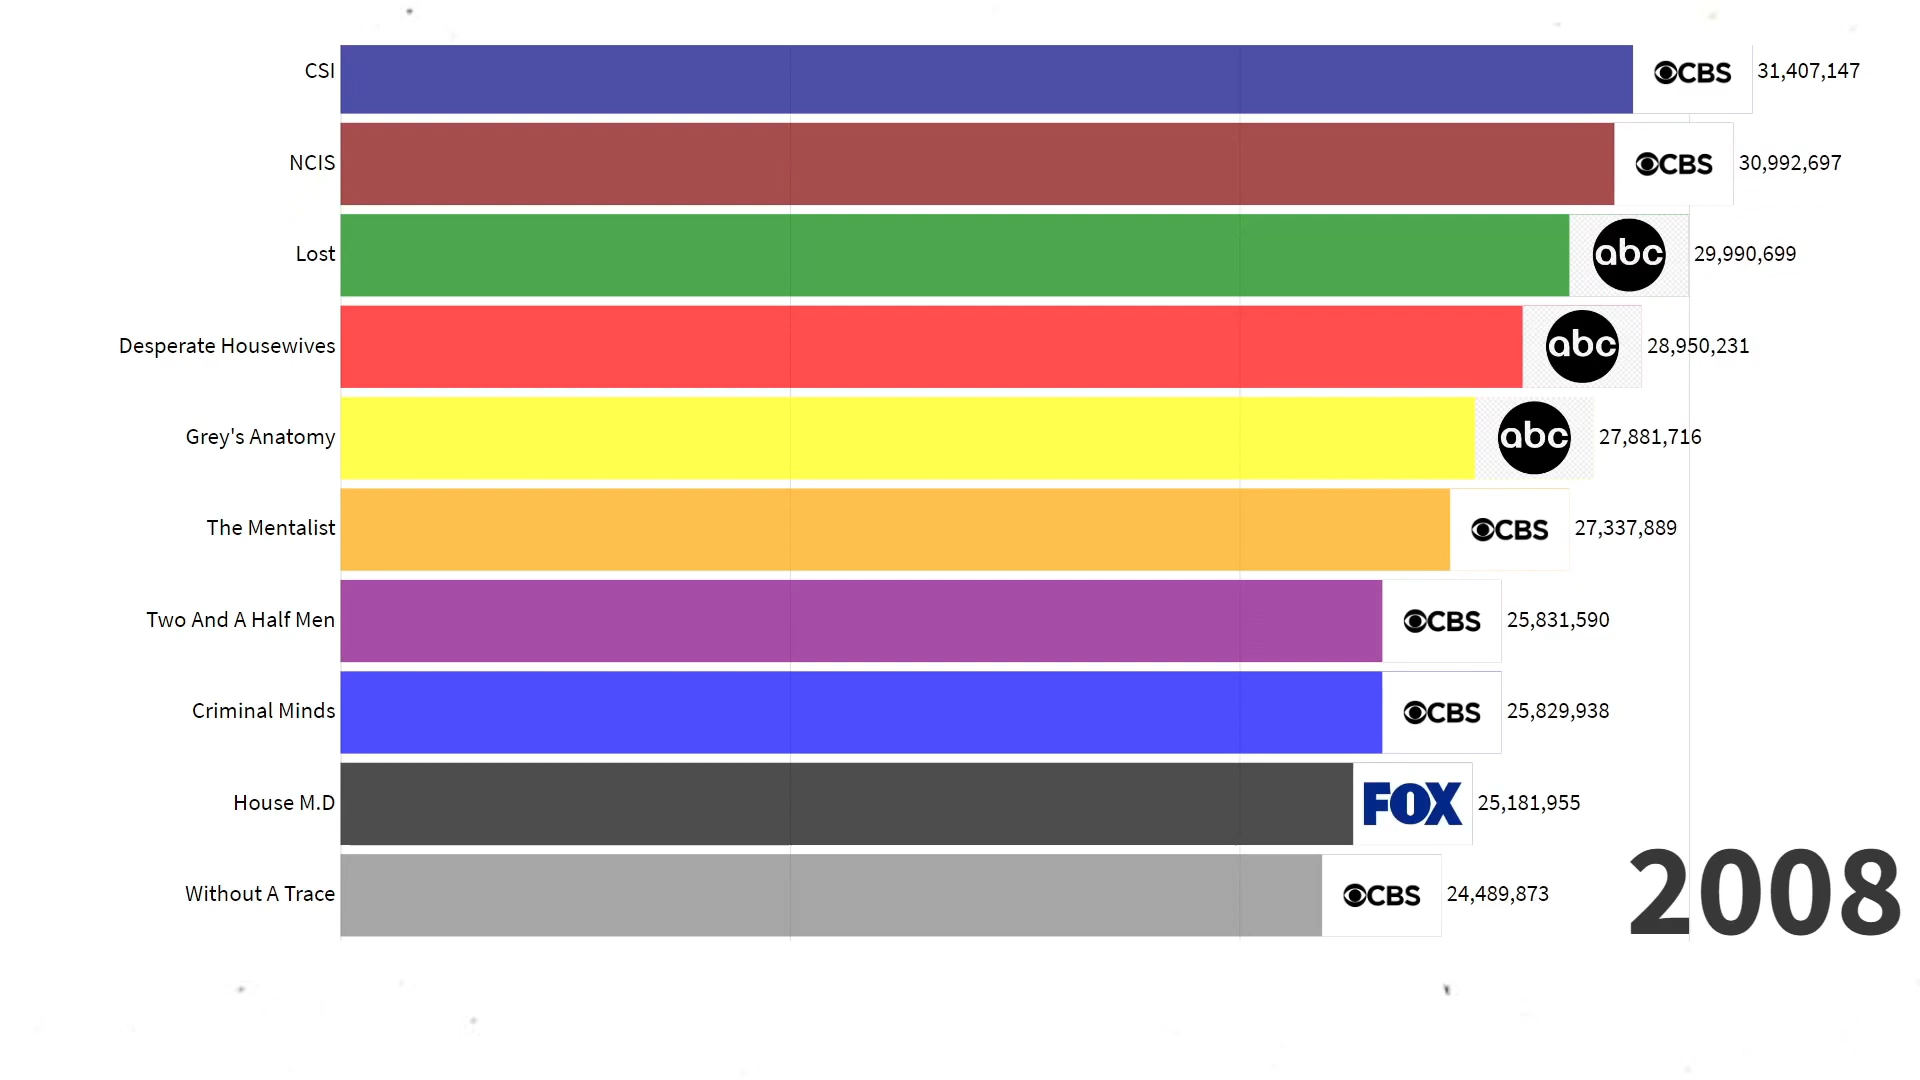 CSI CBS 31,407,147
NCIS CBS 30,992,697
Lost abc 29,990,699
Desperate Housewives abc 28,950,231
Grey's Anatomy abc 27,881,716
The Mentalist CBS 27,337,889
Two And A Half Men CBS 25,831,590
Criminal Minds CBS 25,829,938
House M.D FOX 25,181,955
Without A Trace CBS 24,489,873
2008